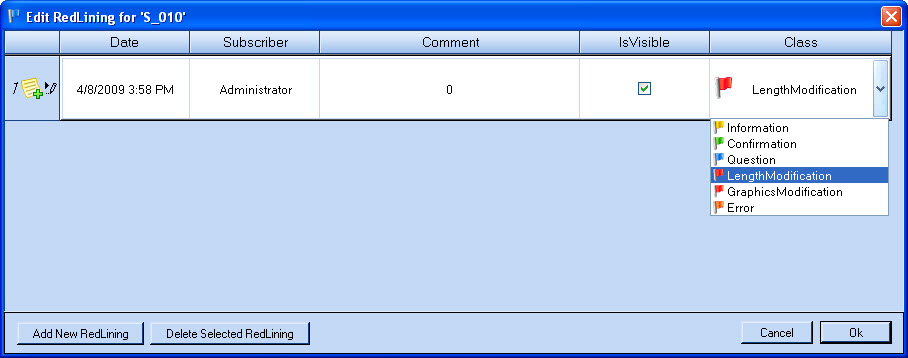 Edit RedLining for 'S_010'
Date Subscriber Comment IsVisible Class
4/8/2009 3:58 PM Administrator 0 LengthModification
Information
Confirmation
Question
LengthModification
GraphicsModification
Error
Add New RedLining Delete Selected RedLining Cancel Ok